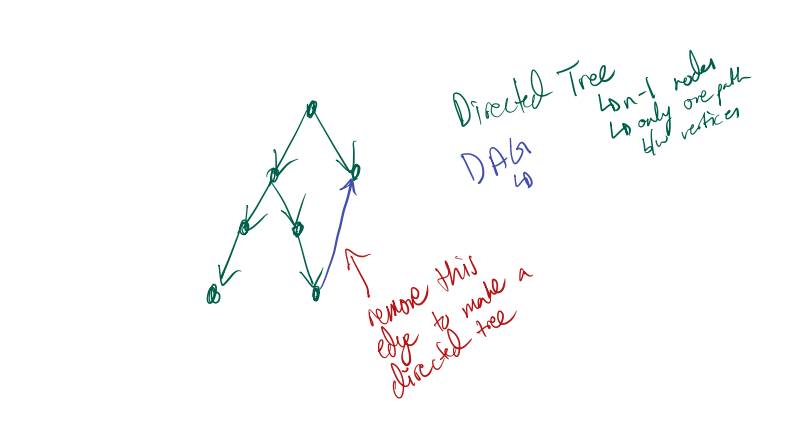 Directed Tree
↳ n-1 nodes
↳ only one path
b/w vertices
DAG
↳
remove this
edge to make a
directed tree